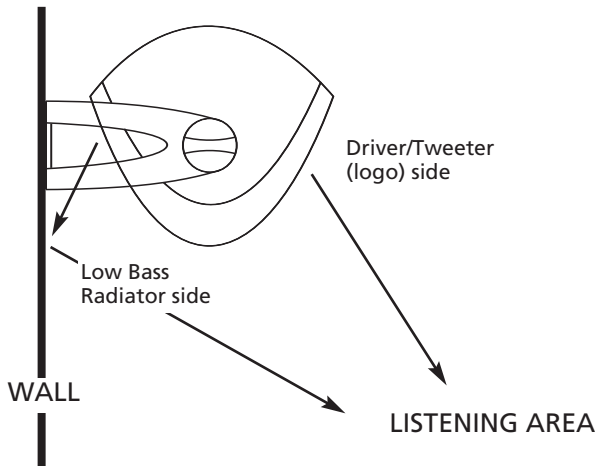 Driver/Tweeter
(logo) side
Low Bass
Radiator side
WALL
LISTENING AREA